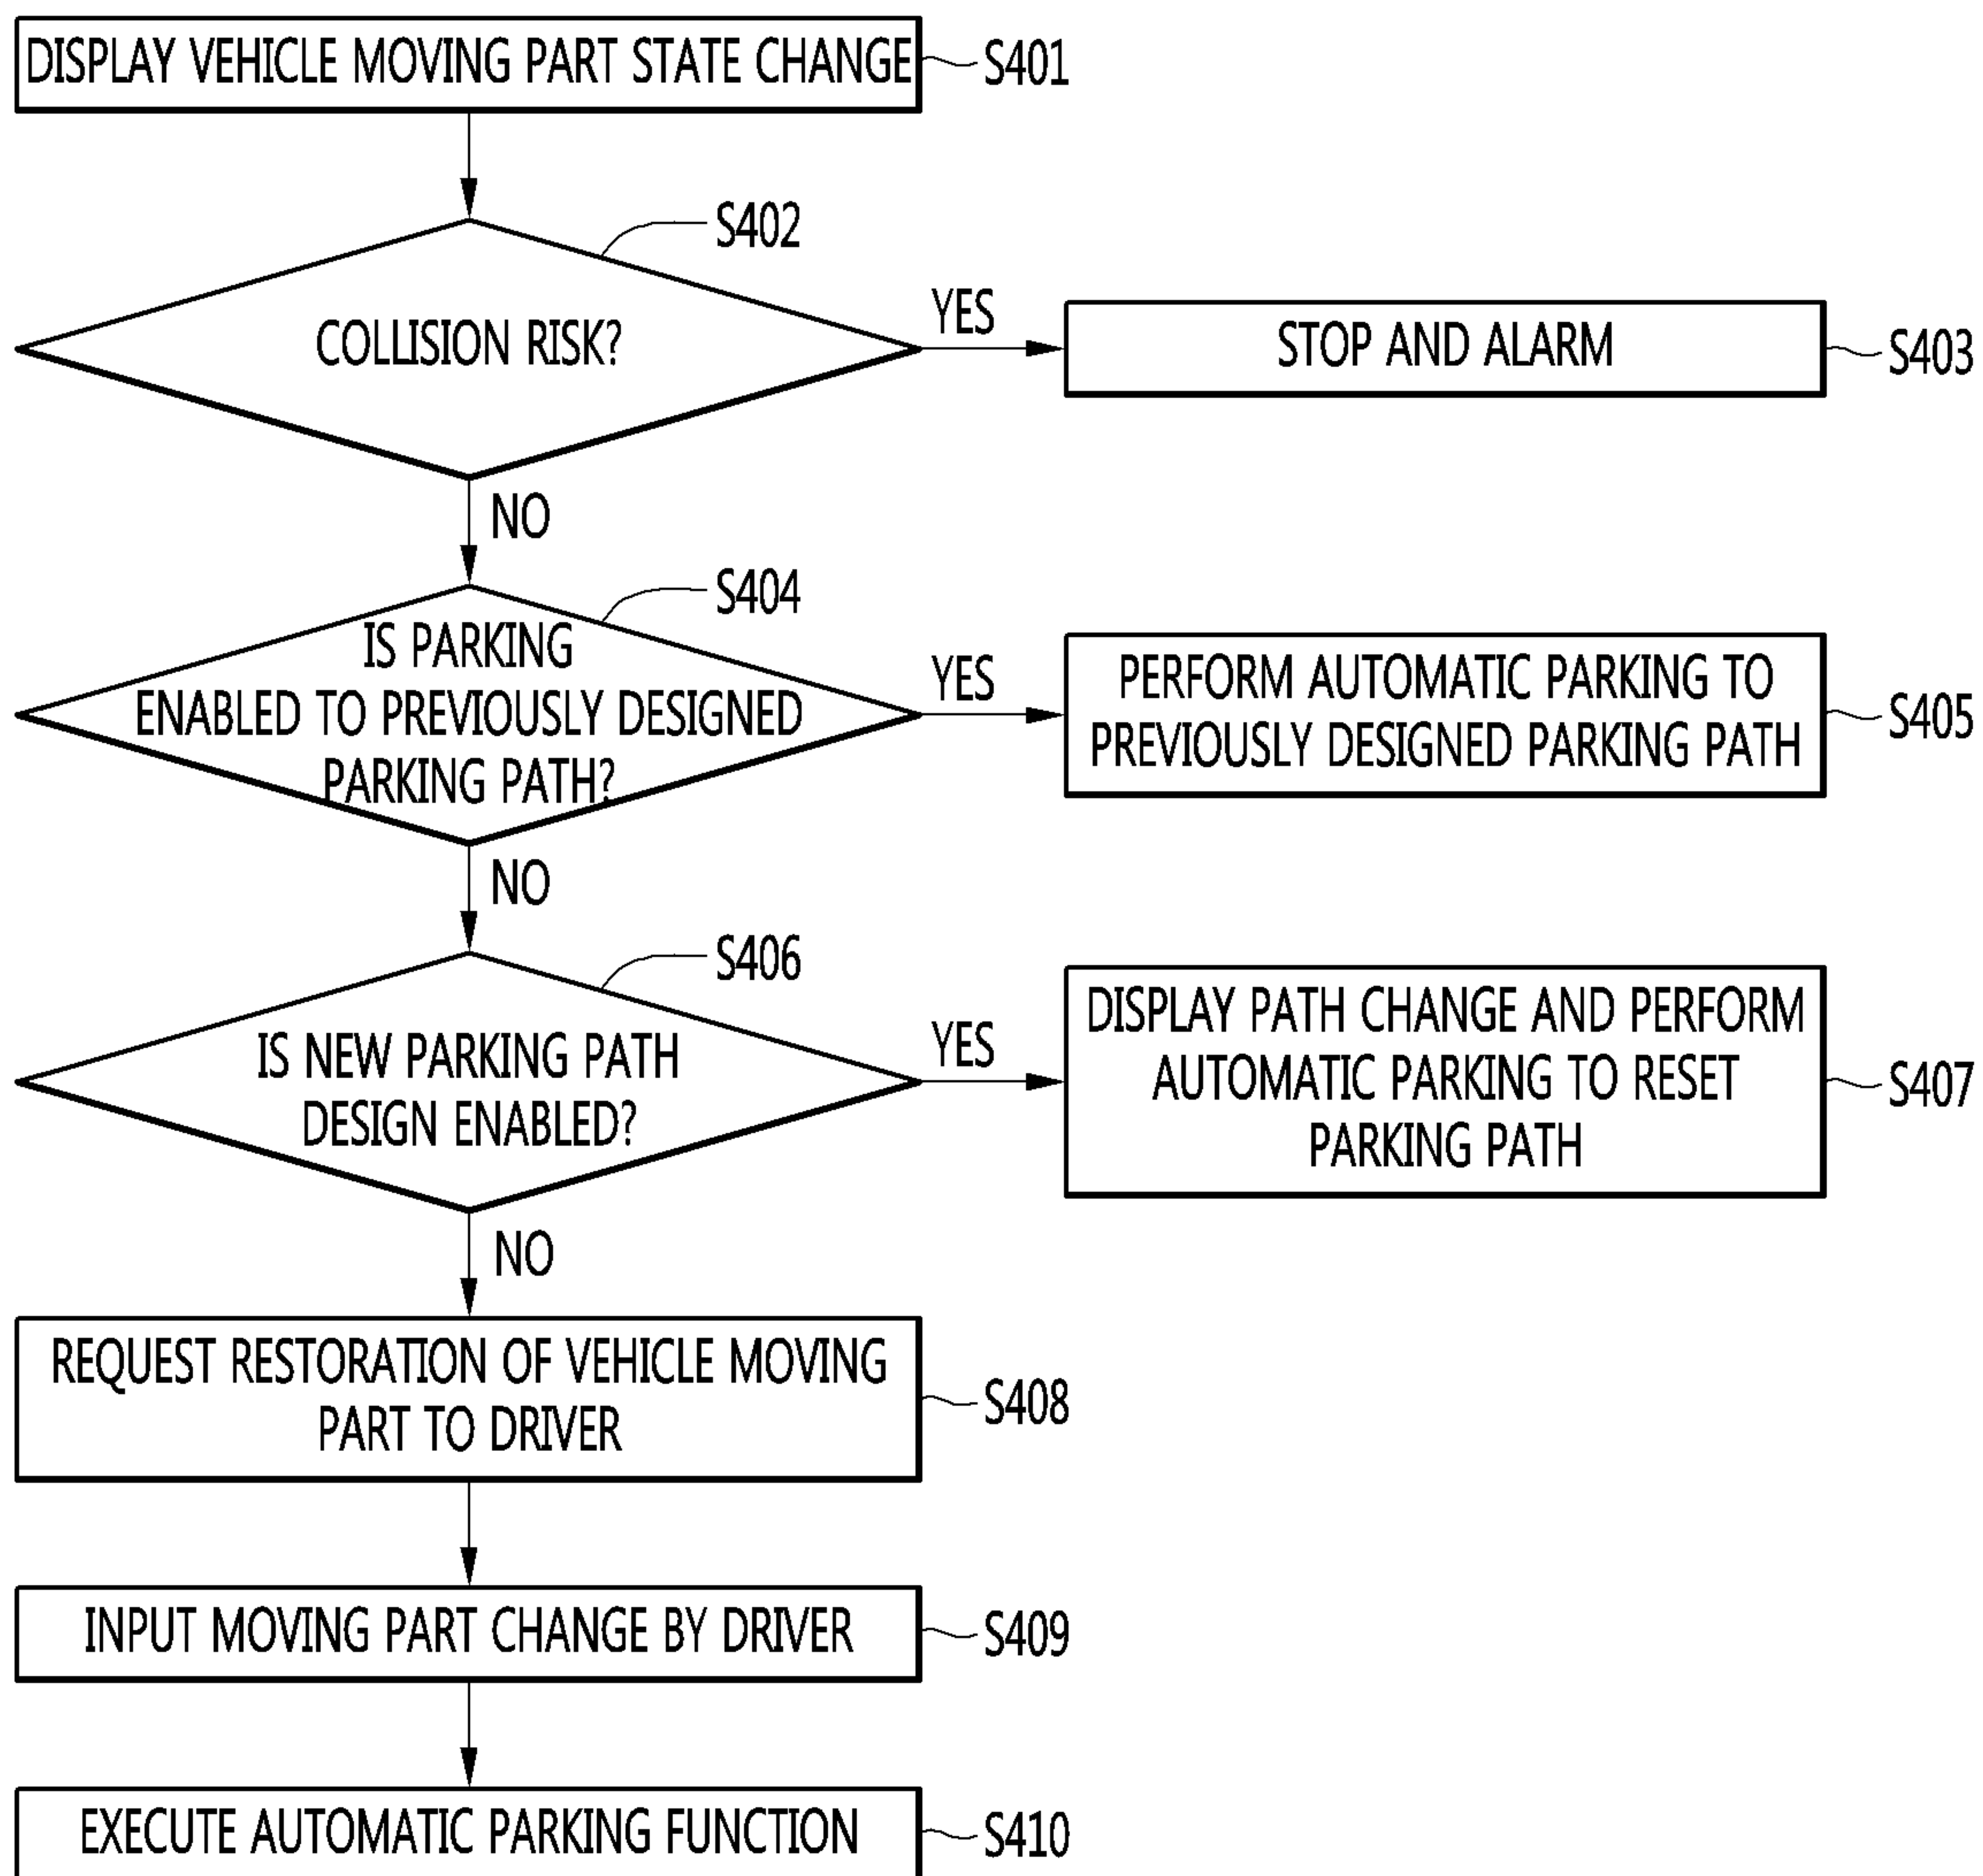 DISPLAY VEHICLE MOVING PART STATE CHANGE
S401
S402
COLLISION RISK?
YES
STOP AND ALARM
S403
NO
S404
IS PARKING
ENABLED TO PREVIOUSLY DESIGNED
PARKING PATH?
YES
PERFORM AUTOMATIC PARKING TO
PREVIOUSLY DESIGNED PARKING PATH
S405
NO
S406
IS NEW PARKING PATH
DESIGN ENABLED?
YES
DISPLAY PATH CHANGE AND PERFORM
AUTOMATIC PARKING TO RESET
PARKING PATH
S407
NO
REQUEST RESTORATION OF VEHICLE MOVING
PART TO DRIVER
S408
INPUT MOVING PART CHANGE BY DRIVER
S409
EXECUTE AUTOMATIC PARKING FUNCTION
S410